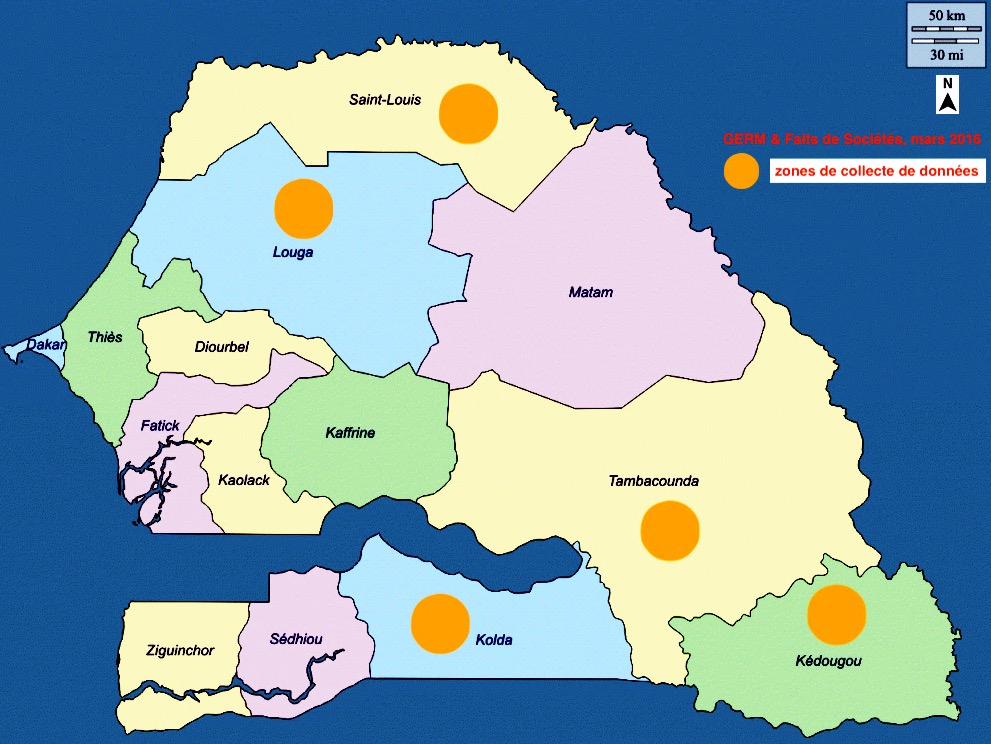 50 km
30 mi
N
GERM & Faits de Sociétés, mars 2016
zones de collecte de données
Saint-Louis
Louga
Matam
Dakar
Thiès
Diourbel
Fatick
Kaolack
Kaffrine
Tambacounda
Ziguinchor
Sédhiou
Kolda
Kédougou